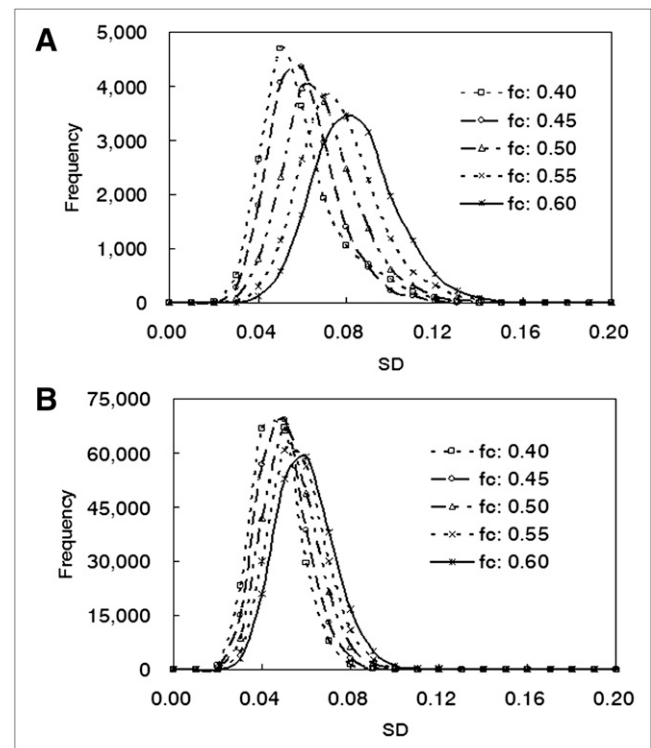 A
5,000
4,000
3,000
2,000
1,000
0
Frequency
fc: 0.40
fc: 0.45
fc: 0.50
fc: 0.55
fc: 0.60
0.00 0.04 0.08 0.12 0.16 0.20
SD
B
75,000
60,000
45,000
30,000
15,000
0
Frequency
fc: 0.40
fc: 0.45
fc: 0.50
fc: 0.55
fc: 0.60
0.00 0.04 0.08 0.12 0.16 0.20
SD